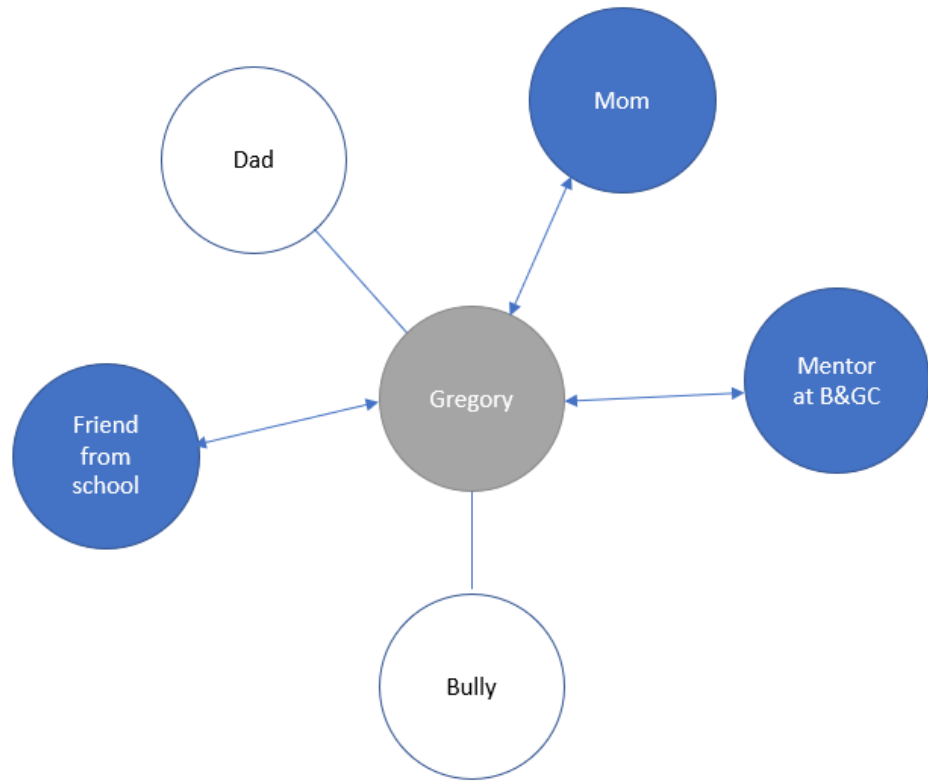 Mom
Dad
Mentor
at B&GC
Gregory
Friend
from
school
Bully